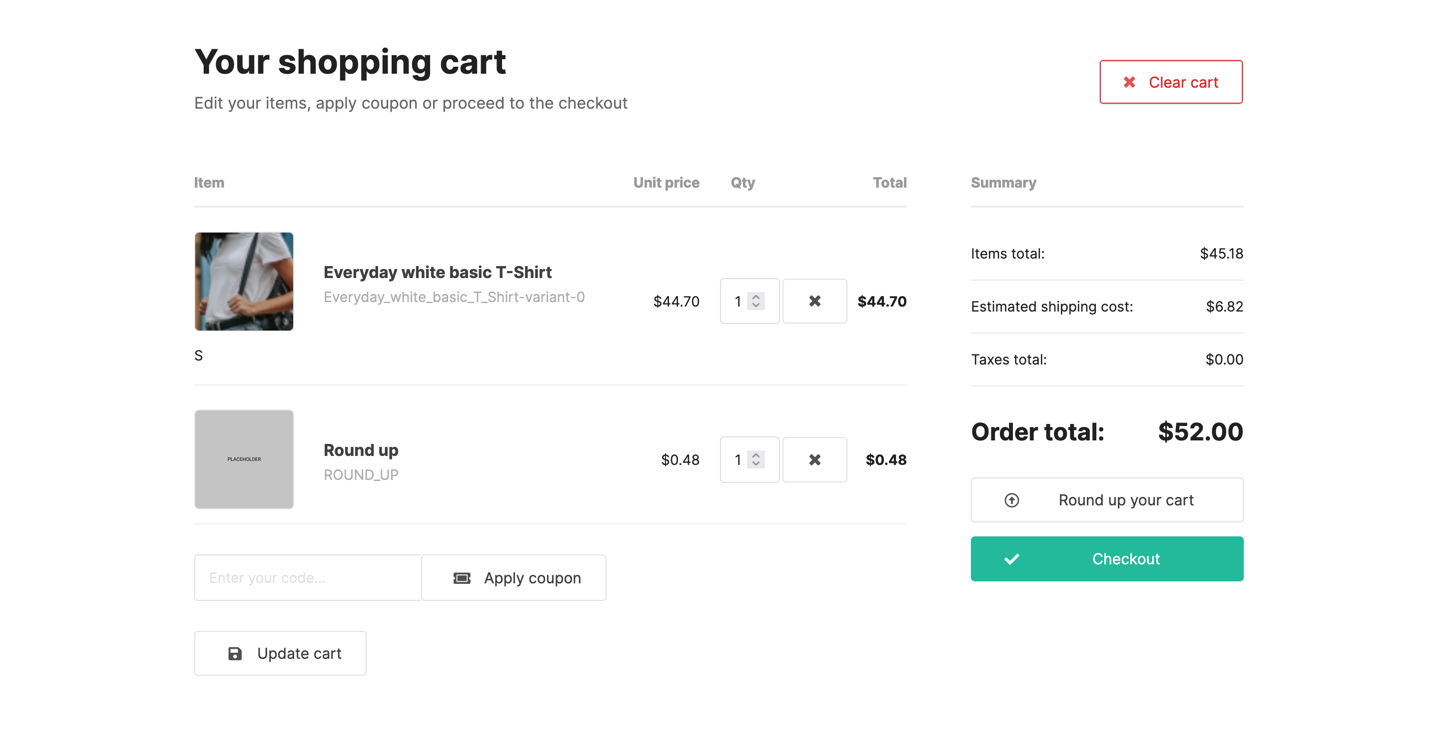 Your shopping cart
Edit your items, apply coupon or proceed to the checkout
Clear cart
Item Unit price Qty Total
Everyday white basic T-Shirt
Everyday_white_basic_T_Shirt-variant-0
$44.70 1 $44.70
S
PLACEHOLDER
Round up
ROUND_UP
$0.48 1 $0.48
Enter your code...
Apply coupon
Update cart
Summary
Items total: $45.18
Estimated shipping cost: $6.82
Taxes total: $0.00
Order total: $52.00
Round up your cart
Checkout